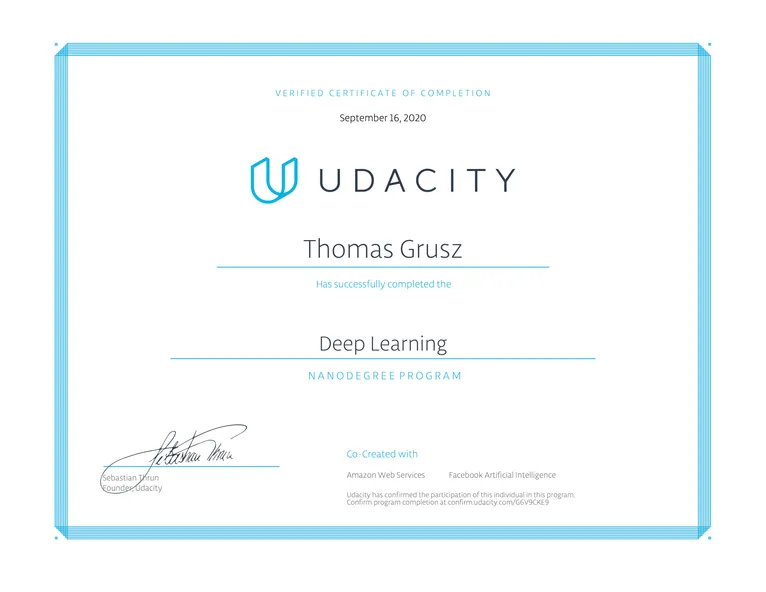 VERIFIED CERTIFICATE OF COMPLETION
September 16, 2020
UDACITY
Thomas Grusz
Has successfully completed the
Deep Learning
NANODEGREE PROGRAM
Sebastian Thrun
Sebastian Thrun
Founder, Udacity
Co-Created with
Amazon Web Services Facebook Artificial Intelligence
Udacity has confirmed the participation of this individual in this program.
Confirm program completion at confirm.udacity.com/G6V9CKE9